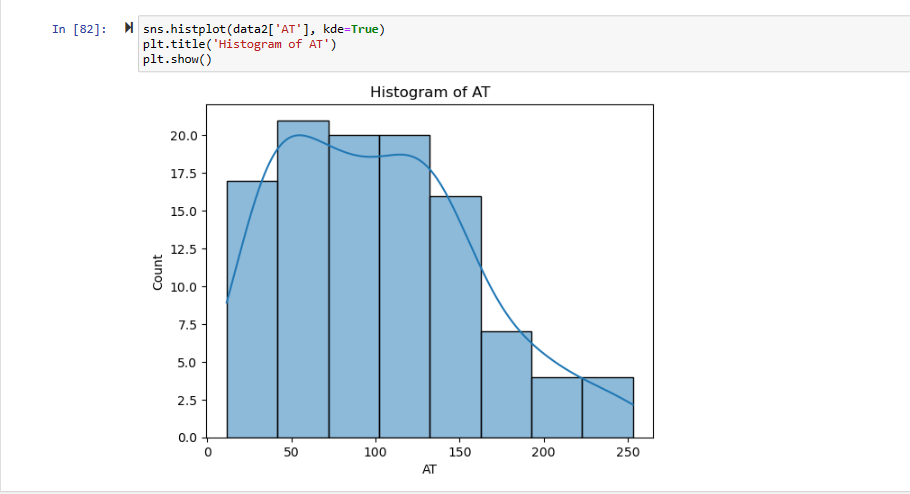 In [82]:
sns.histplot(data2['AT'], kde=True)
plt.title('Histogram of AT')
plt.show()
Histogram of AT
20.0
17.5
15.0
12.5
10.0
7.5
5.0
2.5
0.0
Count
0 50 100 150 200 250
AT